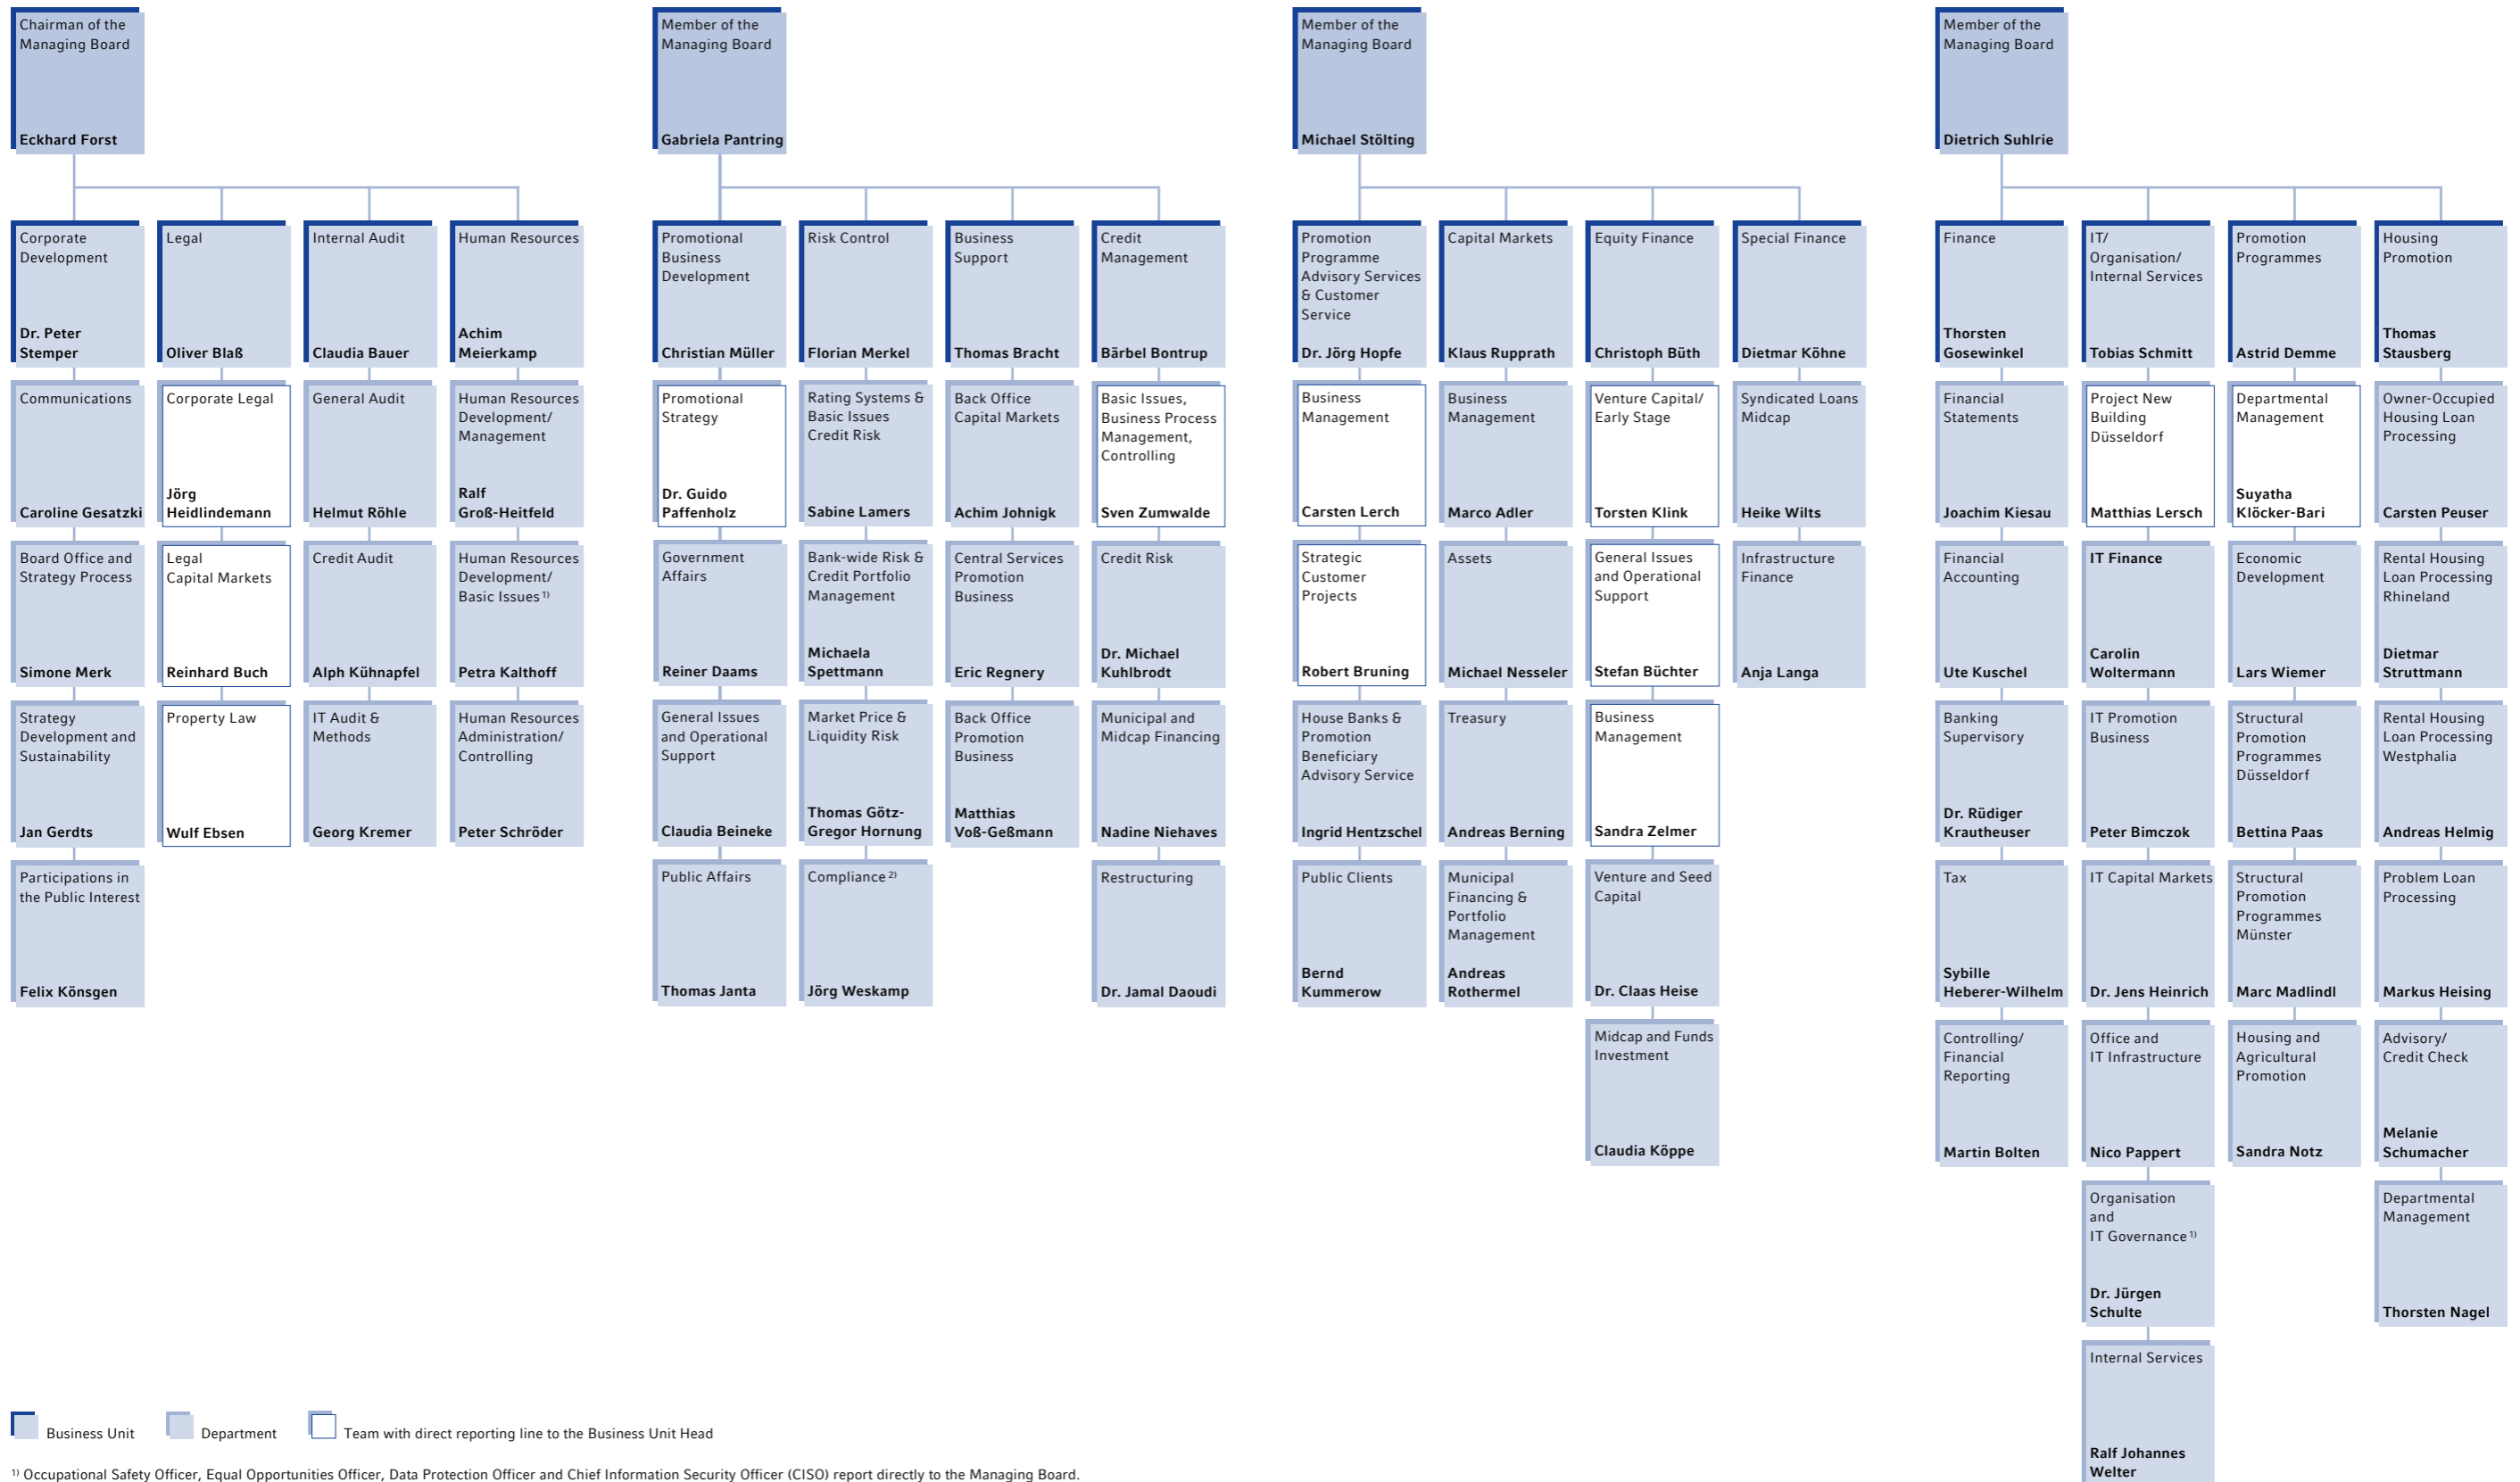 Chairman of the
Managing Board
Eckhard Forst
Member of the
Managing Board
Gabriela Pantring
Member of the
Managing Board
Michael Stölting
Member of the
Managing Board
Dietrich Suhlrie
Corporate
Development
Dr. Peter
Stemper
Legal
Oliver Blaß
Internal Audit
Claudia Bauer
Human Resources
Achim
Meierkamp
Promotional
Business
Development
Christian Müller
Risk Control
Florian Merkel
Business
Support
Thomas Bracht
Credit
Management
Bärbel Bontrup
Promotion
Programme
Advisory Services
& Customer
Service
Dr. Jörg Hopfe
Capital Markets
Klaus Rupprath
Equity Finance
Christoph Büth
Special Finance
Dietmar Köhne
Finance
Thorsten
Gosewinkel
IT/
Organisation/
Internal Services
Tobias Schmitt
Promotion
Programmes
Astrid Demme
Housing
Promotion
Thomas
Stausberg
Communications
Caroline Gesatzki
Corporate Legal
Jörg
Heidlindemann
General Audit
Helmut Röhle
Human Resources
Development/
Management
Ralf
Groß-Heitfeld
Promotional
Strategy
Dr. Guido
Paffenholz
Rating Systems &
Basic Issues
Credit Risk
Sabine Lamers
Back Office
Capital Markets
Achim Johnigk
Basic Issues,
Business Process
Management,
Controlling
Sven Zumwalde
Business
Management
Carsten Lerch
Business
Management
Marco Adler
Venture Capital/
Early Stage
Torsten Klink
Syndicated Loans
Midcap
Heike Wilts
Financial
Statements
Joachim Kiesau
Project New
Building
Düsseldorf
Matthias Lersch
Departmental
Management
Suyatha
Klöcker-Bari
Owner-Occupied
Housing Loan
Processing
Carsten Peuser
Board Office and
Strategy Process
Simone Merk
Legal
Capital Markets
Reinhard Buch
Credit Audit
Alph Kühnapfel
Human Resources
Development/
Basic Issues 1)
Petra Kalthoff
Government
Affairs
Reiner Daams
Bank-wide Risk &
Credit Portfolio
Management
Michaela
Spettmann
Central Services
Promotion
Business
Eric Regnery
Credit Risk
Dr. Michael
Kuhlbrodt
Strategic
Customer
Projects
Robert Bruning
Assets
Michael Nesseler
General Issues
and Operational
Support
Stefan Büchter
Infrastructure
Finance
Anja Langa
Financial
Accounting
Ute Kuschel
IT Finance
Carolin
Woltermann
Economic
Development
Lars Wiemer
Rental Housing
Loan Processing
Rhineland
Dietmar
Struttmann
Strategy
Development and
Sustainability
Jan Gerdts
Property Law
Wulf Ebsen
IT Audit &
Methods
Georg Kremer
Human Resources
Administration/
Controlling
Peter Schröder
General Issues
and Operational
Support
Claudia Beineke
Market Price &
Liquidity Risk
Thomas Götz-
Gregor Hornung
Back Office
Promotion
Business
Matthias
Voß-Geßmann
Municipal and
Midcap Financing
Nadine Niehaves
House Banks &
Promotion
Beneficiary
Advisory Service
Ingrid Hentzschel
Treasury
Andreas Berning
Business
Management
Sandra Zelmer
Banking
Supervisory
Dr. Rüdiger
Krautheuser
IT Promotion
Business
Peter Bimczok
Structural
Promotion
Programmes
Düsseldorf
Bettina Paas
Rental Housing
Loan Processing
Westphalia
Andreas Helmig
Participations in
the Public Interest
Felix Könsgen
Public Affairs
Thomas Janta
Compliance 2)
Jörg Weskamp
Restructuring
Dr. Jamal Daoudi
Public Clients
Bernd
Kummerow
Municipal
Financing &
Portfolio
Management
Andreas
Rothermel
Venture and Seed
Capital
Dr. Claas Heise
Tax
Sybille
Heberer-Wilhelm
IT Capital Markets
Dr. Jens Heinrich
Structural
Promotion
Programmes
Münster
Marc Madlindl
Problem Loan
Processing
Markus Heising
Midcap and Funds
Investment
Claudia Köppe
Controlling/
Financial
Reporting
Martin Bolten
Office and
IT Infrastructure
Nico Pappert
Housing and
Agricultural
Promotion
Sandra Notz
Advisory/
Credit Check
Melanie
Schumacher
Organisation
and
IT Governance 1)
Dr. Jürgen
Schulte
Departmental
Management
Thorsten Nagel
Internal Services
Ralf Johannes
Welter
Business Unit
Department
Team with direct reporting line to the Business Unit Head
1) Occupational Safety Officer, Equal Opportunities Officer, Data Protection Officer and Chief Information Security Officer (CISO) report directly to the Managing Board.